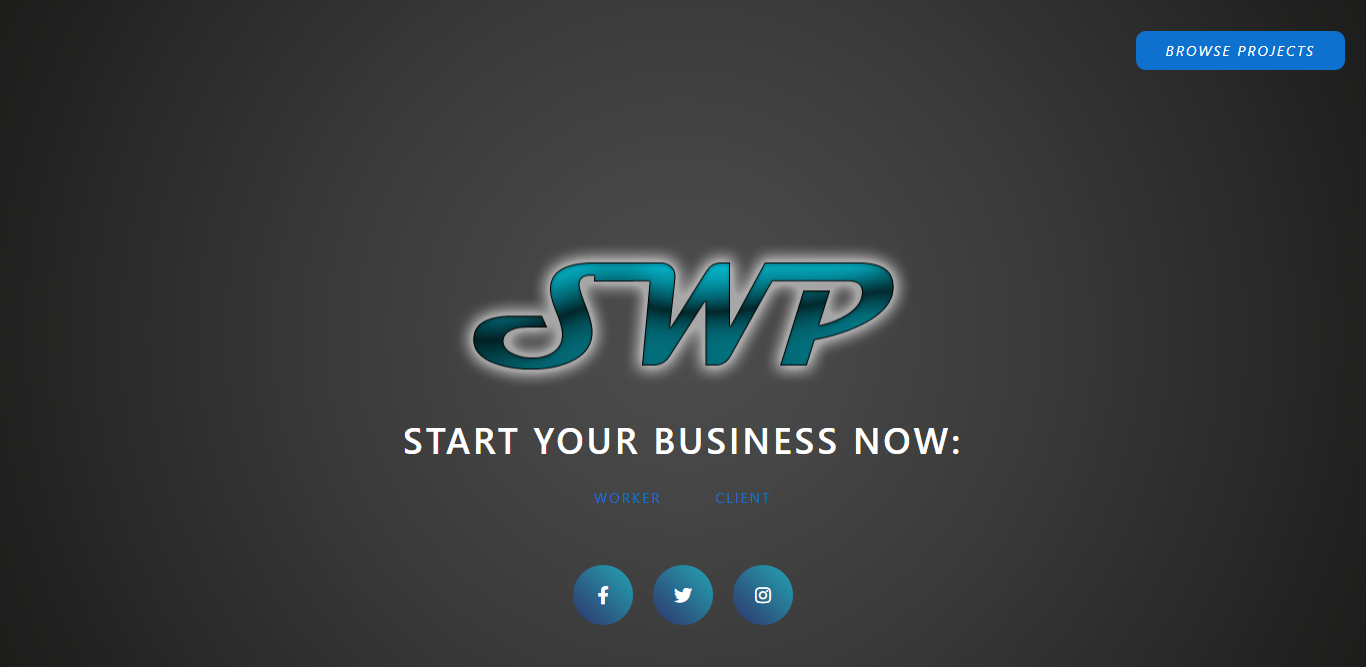 BROWSE PROJECTS
SWP
START YOUR BUSINESS NOW:
WORKER CLIENT